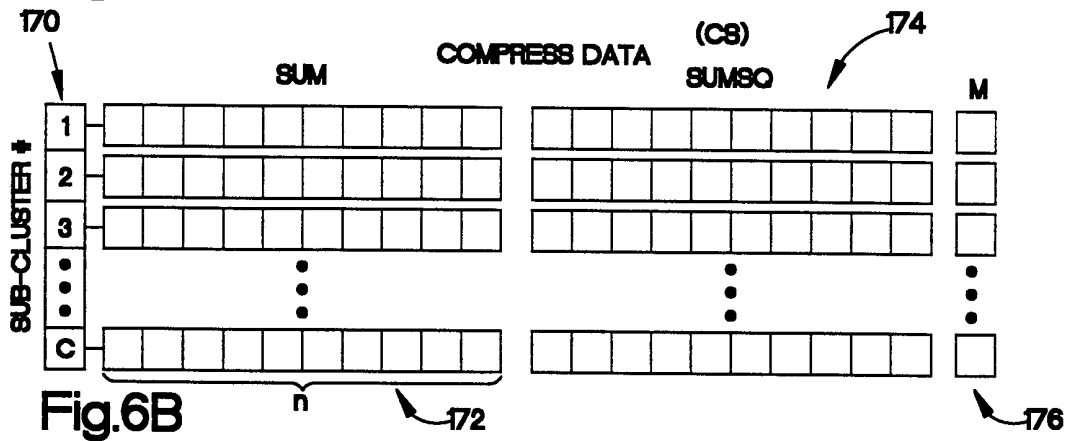 170
(CS)
174
COMPRESS DATA
SUM
SUMSQ
M
SUB-CLUSTER #
1
2
3
C
n
Fig.6B
172
176